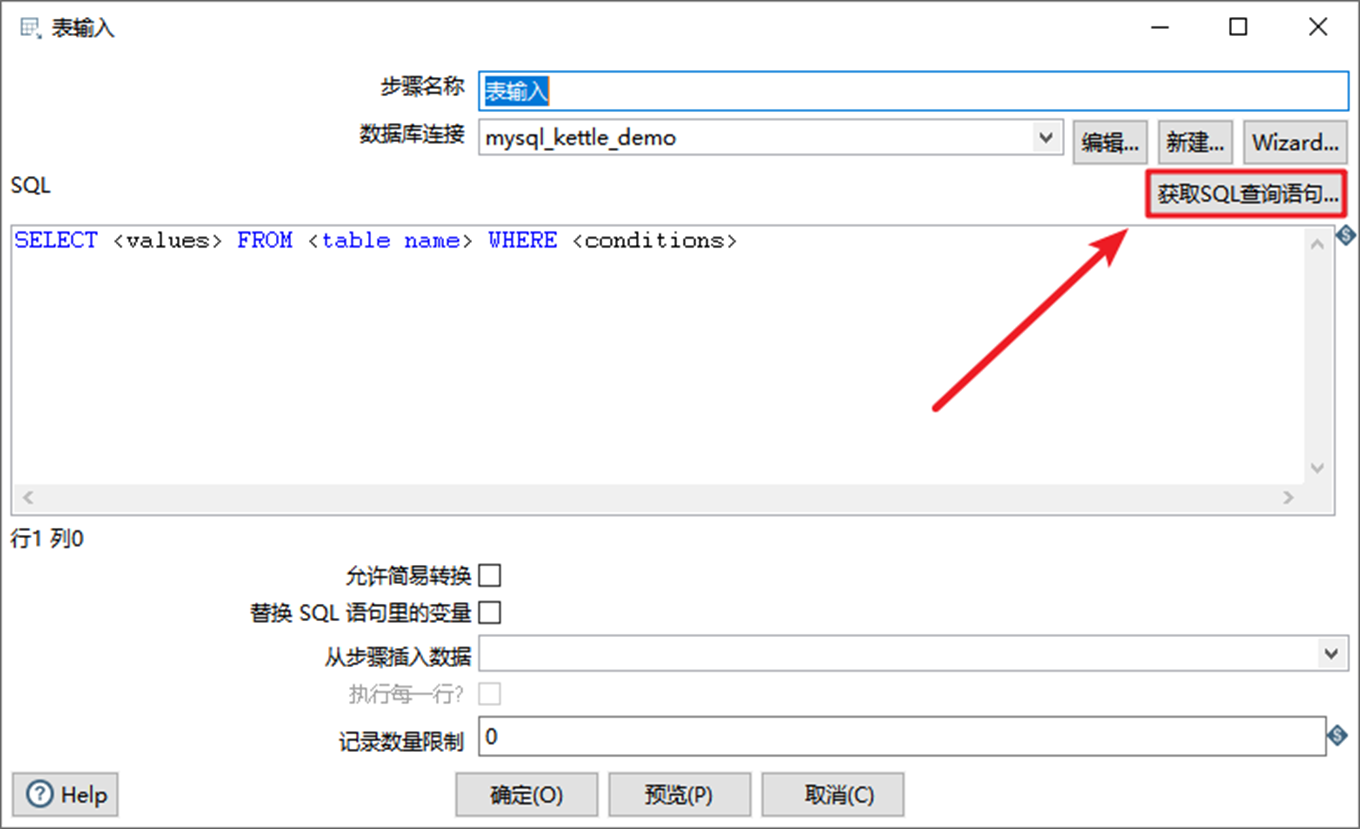 表输入
步骤名称 表输入
数据库连接 mysql_kettle_demo 编辑... 新建... Wizard...
SQL 获取SQL查询语句...
SELECT <values> FROM <table name> WHERE <conditions>
行1 列0
允许简易转换
替换 SQL 语句里的变量
从步骤插入数据
执行每一行?
记录数量限制 0
Help 确定(O) 预览(P) 取消(C)